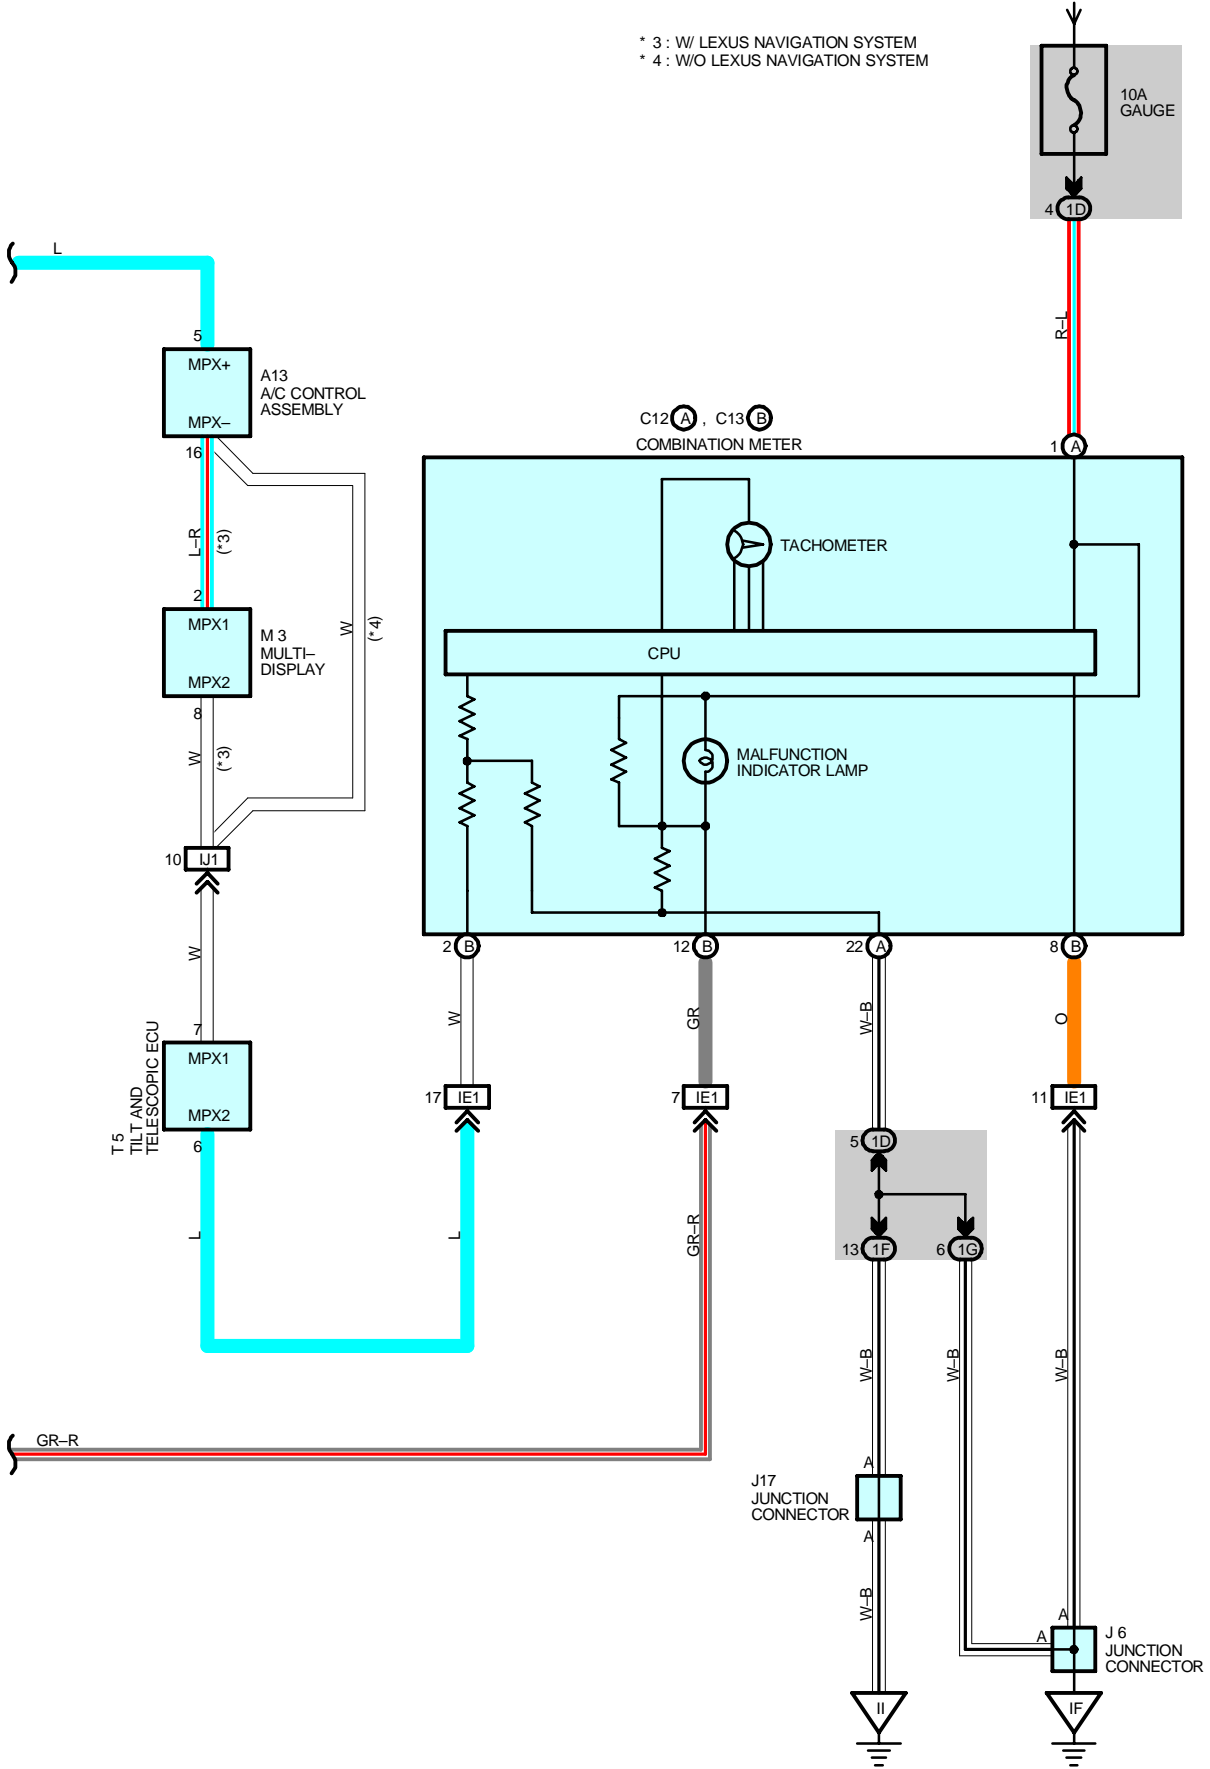 * 3 : W/ LEXUS NAVIGATION SYSTEM
* 4 : W/O LEXUS NAVIGATION SYSTEM
10A
GAUGE
4 1D
L
R–L
5
MPX+
A13
A/C CONTROL
ASSEMBLY
MPX–
16
C12 A , C13 B
COMBINATION METER
1 A
TACHOMETER
L–R
(*3)
2
MPX1
M 3
MULTI–
DISPLAY
MPX2
8
W
(*4)
CPU
W
(*3)
MALFUNCTION
INDICATOR LAMP
10 IJ1
W
2 B
12 B
22 A
8 B
7
MPX1
MPX2
6
T 5
TILT AND
TELESCOPIC ECU
W
GR
W–B
O
17 IE1
7 IE1
11 IE1
5 1D
L
L
GR–R
13 1F
6 1G
W–B
W–B
W–B
GR–R
A
J17
JUNCTION
CONNECTOR
A
W–B
A
A
J 6
JUNCTION
CONNECTOR
II
IF